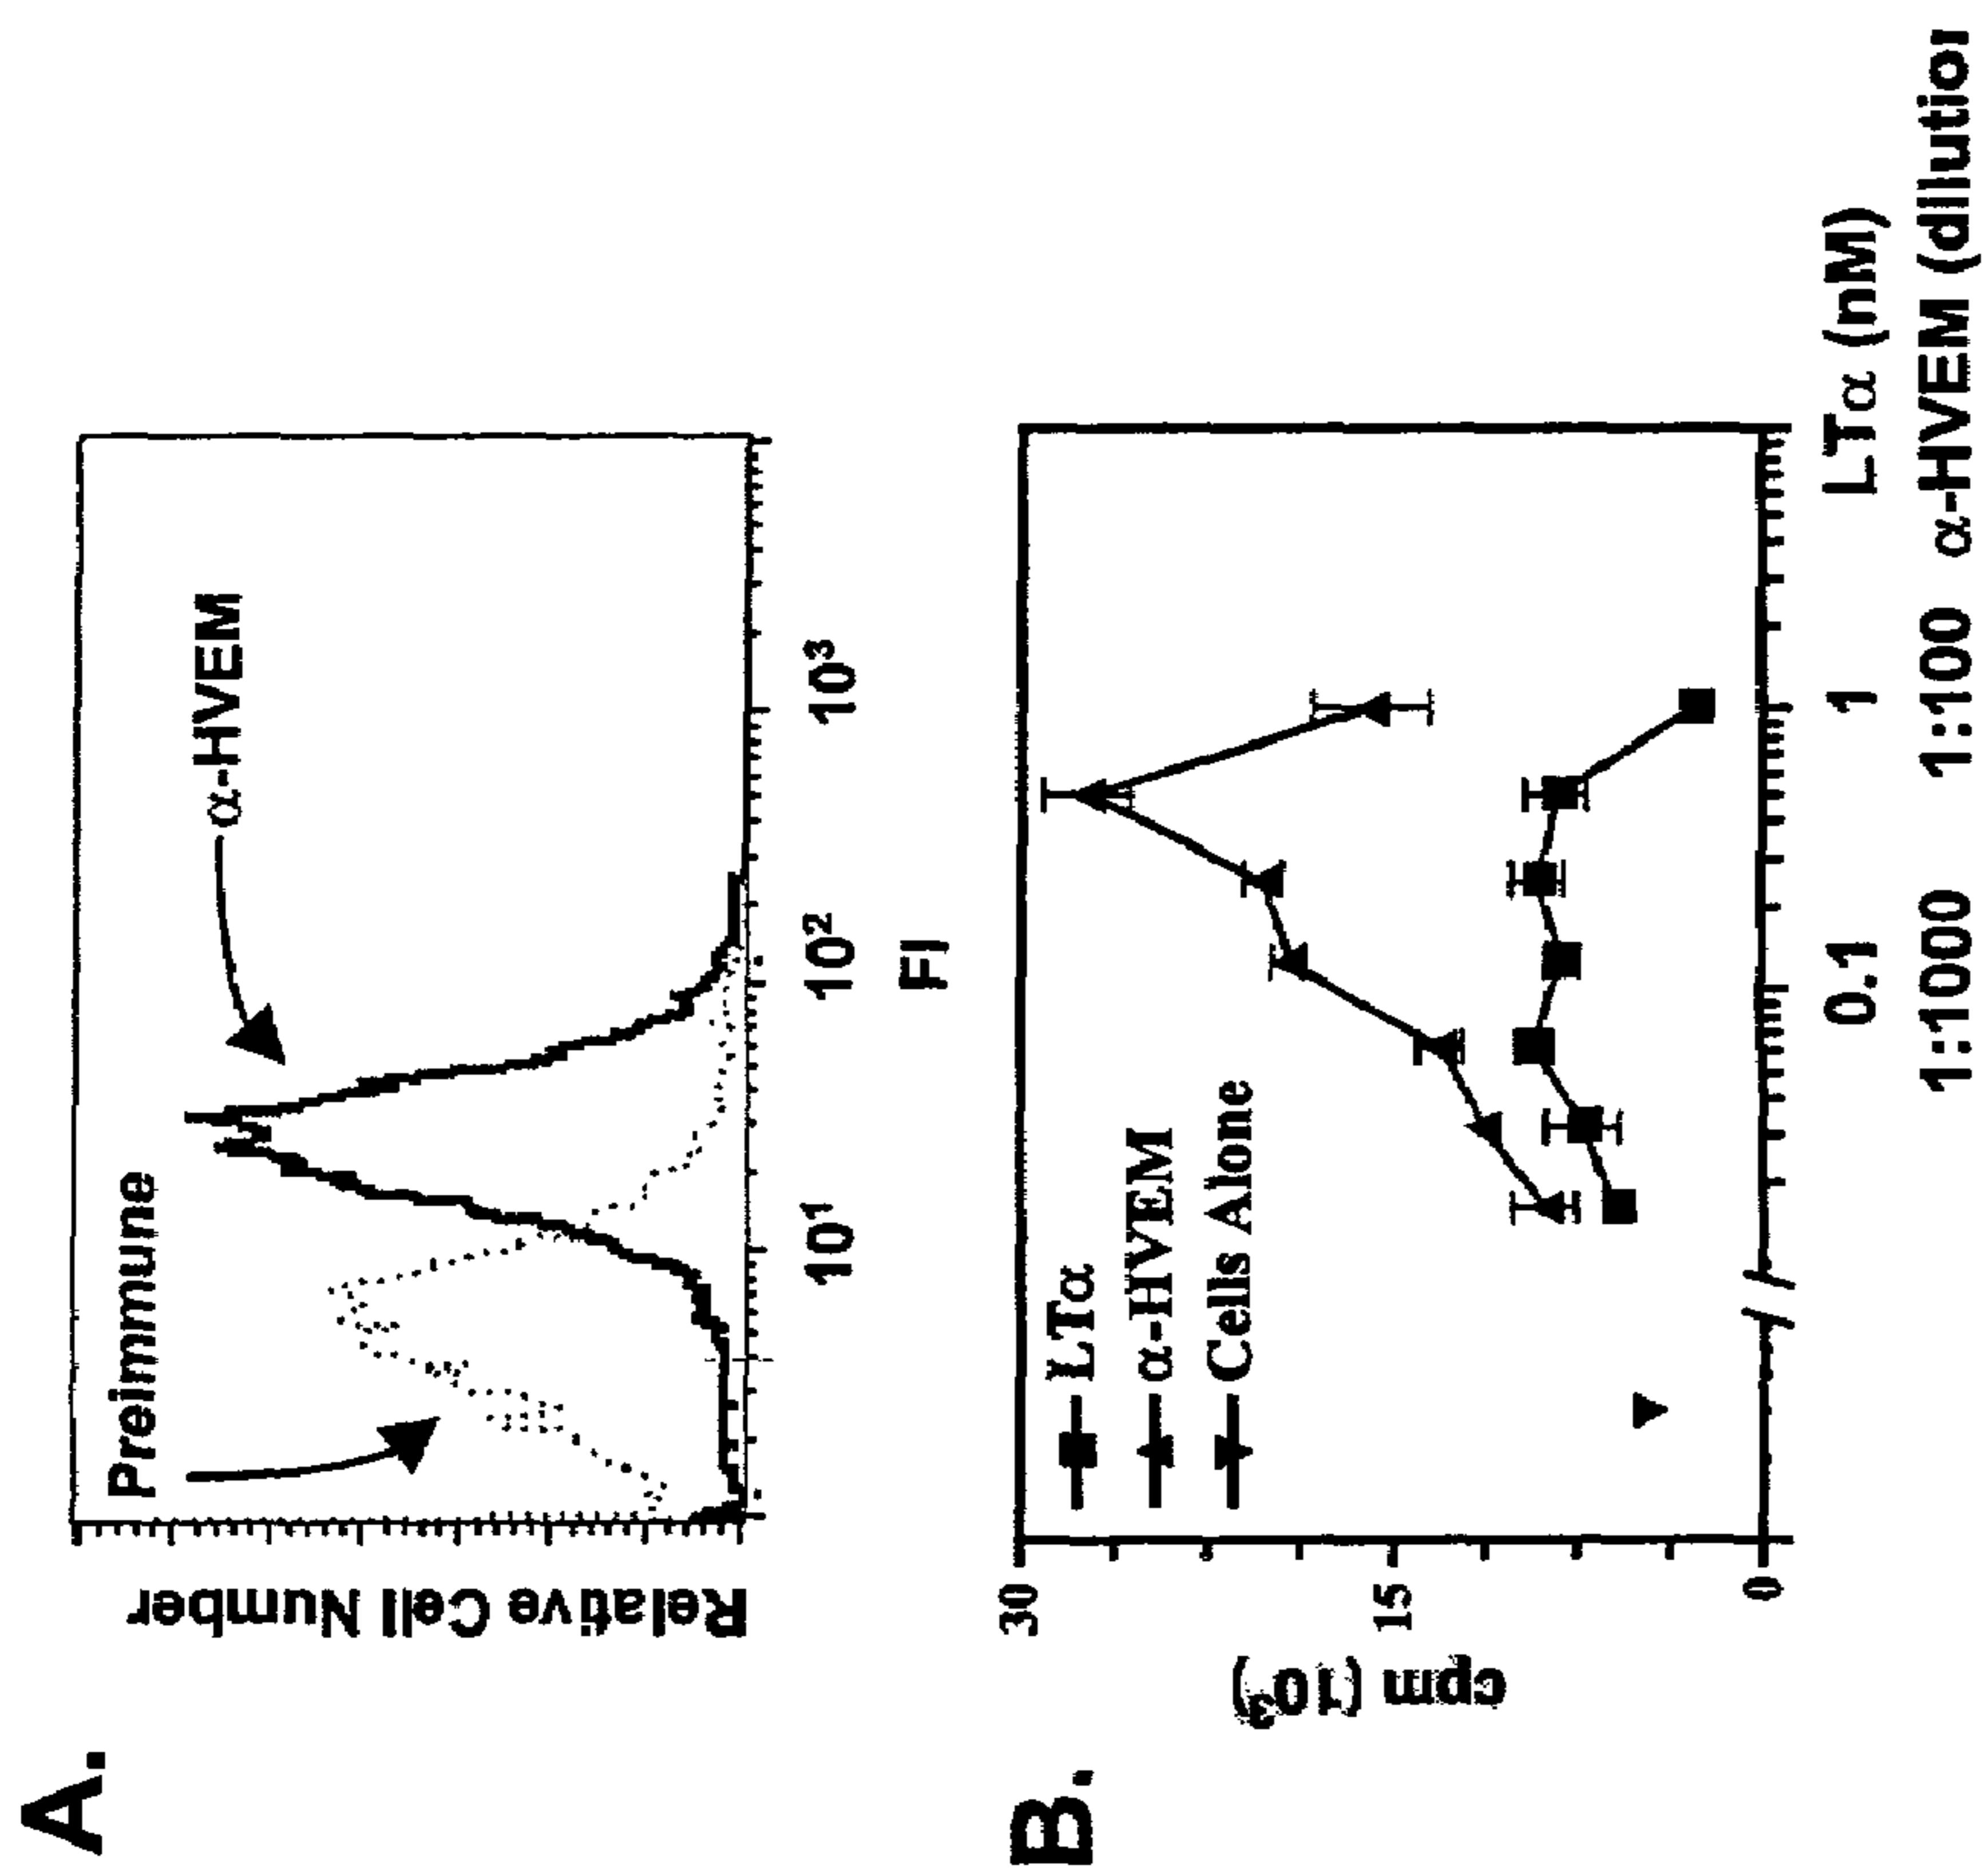 A.
Relative Cell Number
Preimmune
α-HVEM
10¹ 10² 10³
FI
B.
cpm (10³)
30
15
0
LTα
α-HVEM
Cells Alone
0.1 1 LTα (nM)
1:1000 1:100 α-HVEM (dilution